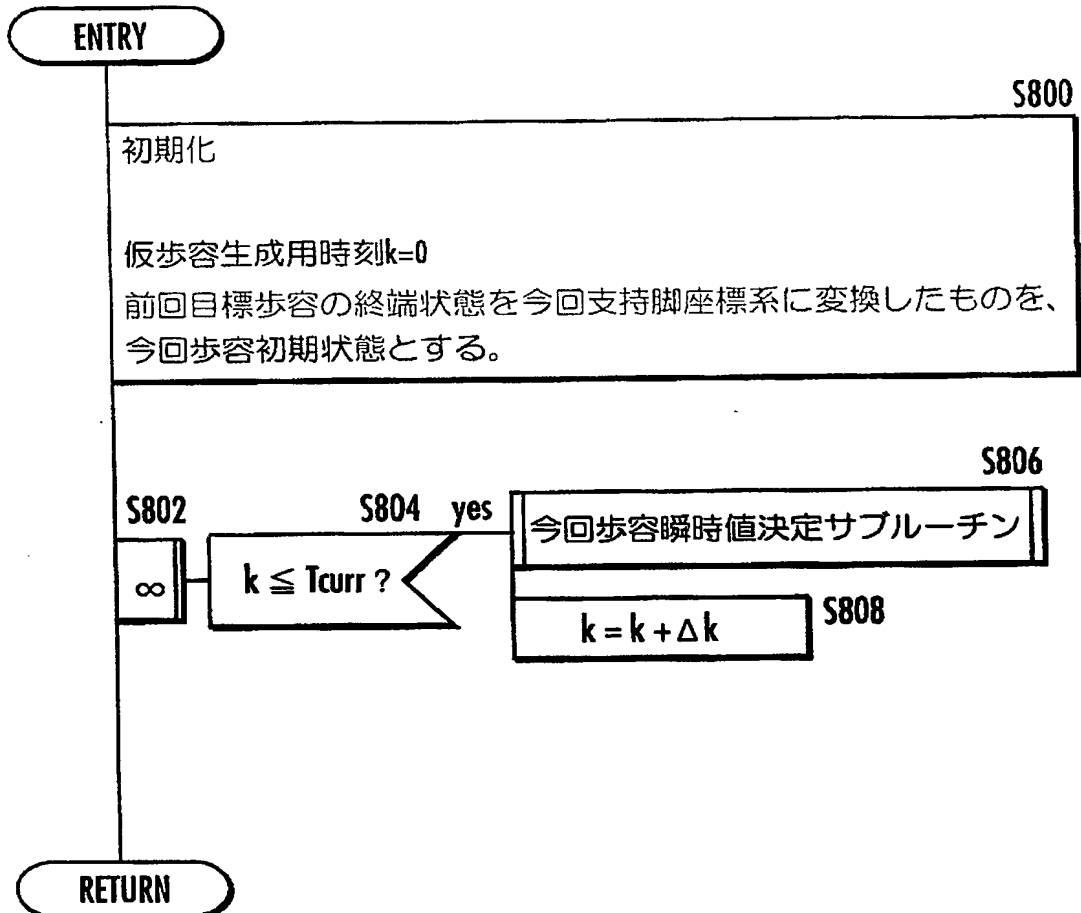 ENTRY
S800
初期化
仮歩容生成用時刻k=0
前回目標歩容の終端状態を今回支持脚座標系に変換したものを、
今回歩容初期状態とする。
S802
∞
S804 yes
k ≦ Tcurr ?
S806
今回歩容瞬時値決定サブルーチン
k = k + Δk
S808
RETURN